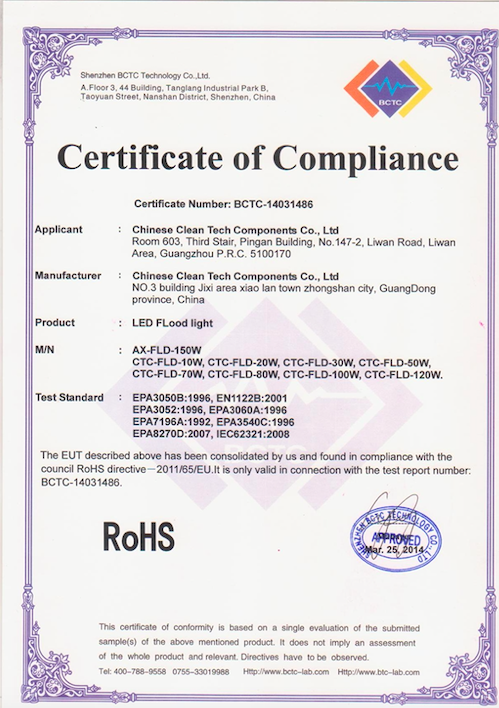 Shenzhen BCTC Technology Co.,Ltd.
A.Floor 3, 44 Building, Tanglang Industrial Park B,
Taoyuan Street, Nanshan District, Shenzhen, China
BCTC
Certificate of Compliance
Certificate Number: BCTC-14031486
Applicant : Chinese Clean Tech Components Co., Ltd
Room 603, Third Stair, Pingan Building, No.147-2, Liwan Road, Liwan
Area, Guangzhou P.R.C. 5100170
Manufacturer : Chinese Clean Tech Components Co., Ltd
NO.3 building Jixi area xiao lan town zhongshan city, GuangDong
province, China
Product : LED FLood light
M/N : AX-FLD-150W
CTC-FLD-10W, CTC-FLD-20W, CTC-FLD-30W, CTC-FLD-50W,
CTC-FLD-70W, CTC-FLD-80W, CTC-FLD-100W, CTC-FLD-120W.
Test Standard : EPA3050B:1996, EN1122B:2001
EPA3052:1996, EPA3060A:1996
EPA7196A:1992, EPA3540C:1996
EPA8270D:2007, IEC62321:2008
The EUT described above has been consolidated by us and found in compliance with the
council RoHS directive—2011/65/EU.It is only valid in connection with the test report number:
BCTC-14031486.
RoHS
SHENZHEN BCTC TECHNOLOGY CO.,LTD
APPROVED
Mar. 25, 2014
This certificate of conformity is based on a single evaluation of the submitted
sample(s) of the above mentioned product. It does not imply an assessment
of the whole product and relevant. Directives have to be observed.
Tel: 400-788-9558 0755-33019988 Http://www.bctc-lab.com Http://www.btc-lab.com